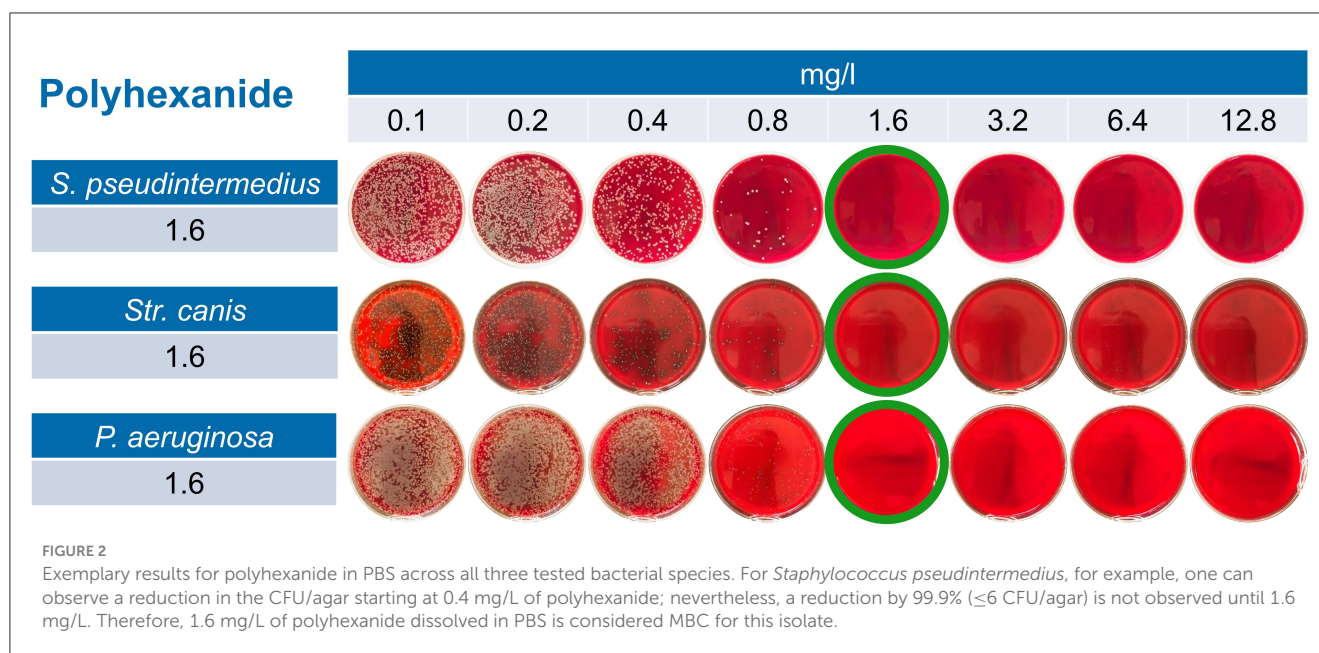 Polyhexanide
mg/l
0.1 0.2 0.4 0.8 1.6 3.2 6.4 12.8
S. pseudintermedius
1.6
Str. canis
1.6
P. aeruginosa
1.6
FIGURE 2
Exemplary results for polyhexanide in PBS across all three tested bacterial species. For Staphylococcus pseudintermedius, for example, one can
observe a reduction in the CFU/agar starting at 0.4 mg/L of polyhexanide; nevertheless, a reduction by 99.9% (≤6 CFU/agar) is not observed until 1.6
mg/L. Therefore, 1.6 mg/L of polyhexanide dissolved in PBS is considered MBC for this isolate.